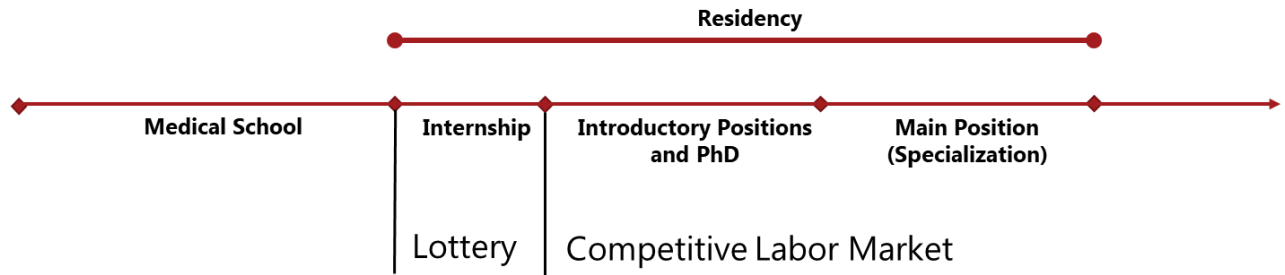 Residency
Medical School
Internship
Introductory Positions
and PhD
Main Position
(Specialization)
Lottery
Competitive Labor Market